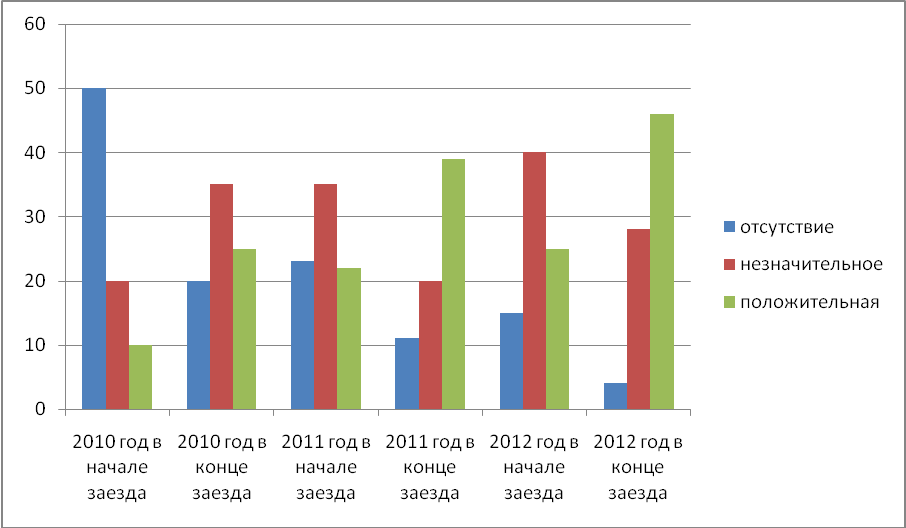 60
50
40
30
20
10
0
2010 год в
начале
заезда
2010 год в
конце
заезда
2011 год в
начале
заезда
2011 год в
конце
заезда
2012 год в
начале
заезда
2012 год в
конце
заезда
отсутствие
незначительное
положительная